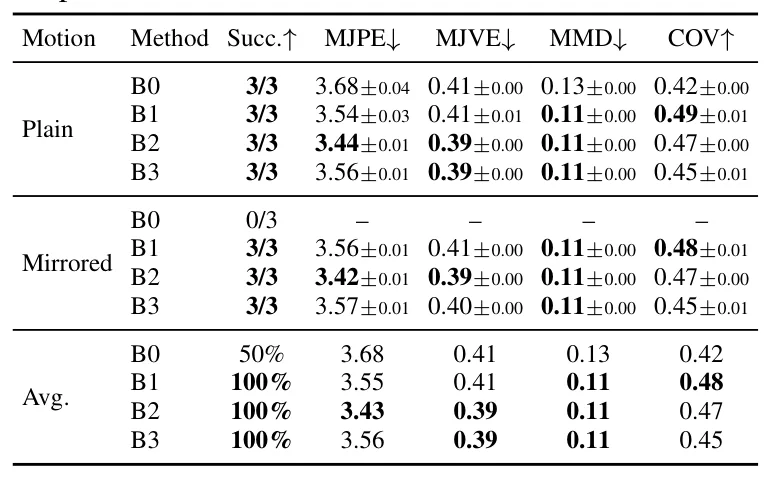 Motion Method Succ.↑ MJPE↓ MJVE↓ MMD↓ COV↑
Plain
B0 3/3 3.68±0.04 0.41±0.00 0.13±0.00 0.42±0.00
B1 3/3 3.54±0.03 0.41±0.01 0.11±0.00 0.49±0.01
B2 3/3 3.44±0.01 0.39±0.00 0.11±0.00 0.47±0.00
B3 3/3 3.56±0.01 0.39±0.00 0.11±0.00 0.45±0.01
Mirrored
B0 0/3 – – – –
B1 3/3 3.56±0.01 0.41±0.00 0.11±0.00 0.48±0.01
B2 3/3 3.42±0.01 0.39±0.00 0.11±0.00 0.47±0.00
B3 3/3 3.57±0.01 0.40±0.00 0.11±0.00 0.45±0.01
Avg.
B0 50% 3.68 0.41 0.13 0.42
B1 100% 3.55 0.41 0.11 0.48
B2 100% 3.43 0.39 0.11 0.47
B3 100% 3.56 0.39 0.11 0.45